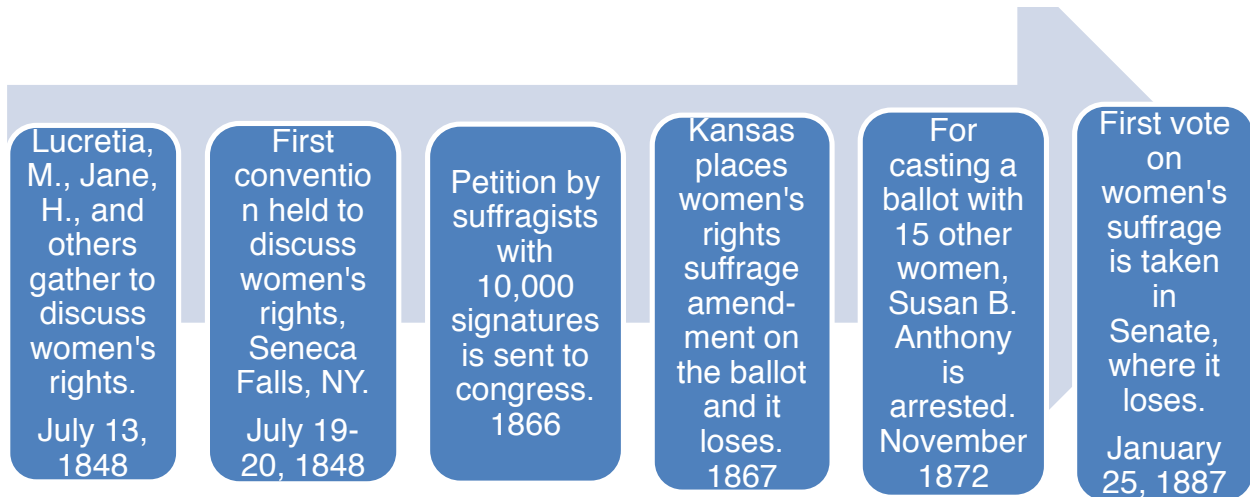 Lucretia,
M., Jane,
H., and
others
gather to
discuss
women's
rights.
July 13,
1848
First
conventio
n held to
discuss
women's
rights,
Seneca
Falls, NY.
July 19-
20, 1848
Petition by
suffragists
with
10,000
signatures
is sent to
congress.
1866
Kansas
places
women's
rights
suffrage
amend-
ment on
the ballot
and it
loses.
1867
For
casting a
ballot with
15 other
women,
Susan B.
Anthony
is
arrested.
November
1872
First vote
on
women's
suffrage
is taken
in
Senate,
where it
loses.
January
25, 1887